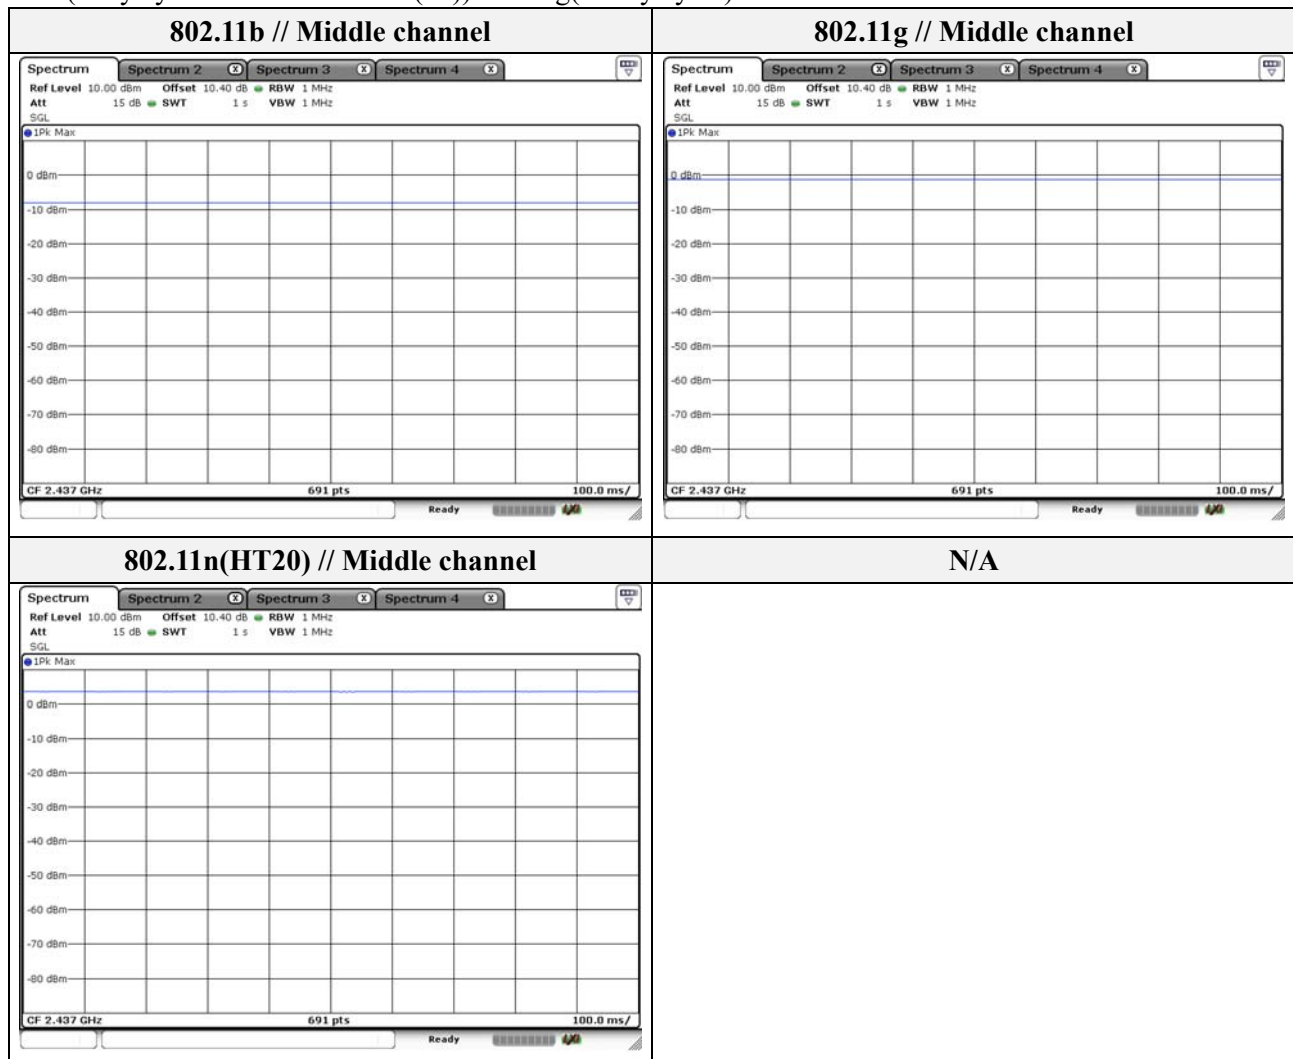 802.11b // Middle channel
802.11g // Middle channel
Spectrum Spectrum 2 X Spectrum 3 X Spectrum 4 X
Ref Level 10.00 dBm Offset 10.40 dB RBW 1 MHz
Att 15 dB SWT 1 s VBW 1 MHz
SGL
1Pk Max
0 dBm
-10 dBm
-20 dBm
-30 dBm
-40 dBm
-50 dBm
-60 dBm
-70 dBm
-80 dBm
CF 2.437 GHz 691 pts 100.0 ms/
Ready
Spectrum Spectrum 2 X Spectrum 3 X Spectrum 4 X
Ref Level 10.00 dBm Offset 10.40 dB RBW 1 MHz
Att 15 dB SWT 1 s VBW 1 MHz
SGL
1Pk Max
0 dBm
-10 dBm
-20 dBm
-30 dBm
-40 dBm
-50 dBm
-60 dBm
-70 dBm
-80 dBm
CF 2.437 GHz 691 pts 100.0 ms/
Ready
802.11n(HT20) // Middle channel
N/A
Spectrum Spectrum 2 X Spectrum 3 X Spectrum 4 X
Ref Level 10.00 dBm Offset 10.40 dB RBW 1 MHz
Att 15 dB SWT 1 s VBW 1 MHz
SGL
1Pk Max
0 dBm
-10 dBm
-20 dBm
-30 dBm
-40 dBm
-50 dBm
-60 dBm
-70 dBm
-80 dBm
CF 2.437 GHz 691 pts 100.0 ms/
Ready